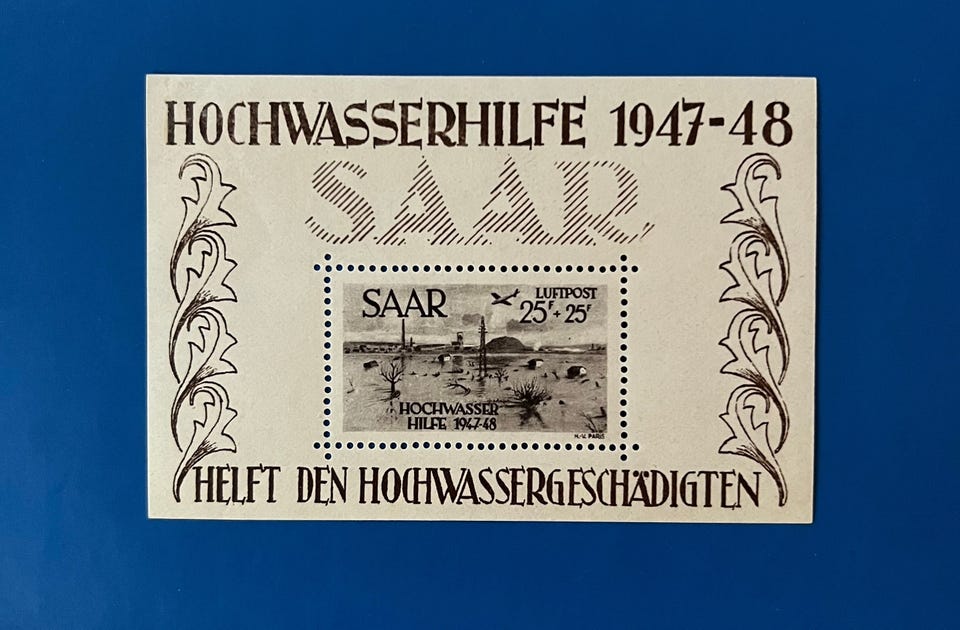 HOCHWASSERHILFE 1947-48
SAAR
SAAR
LUFTPOST
25F + 25F
HOCHWASSER
HILFE 1947-48
H.-V. PARIS
HELFT DEN HOCHWASSERGESCHÄDIGTEN